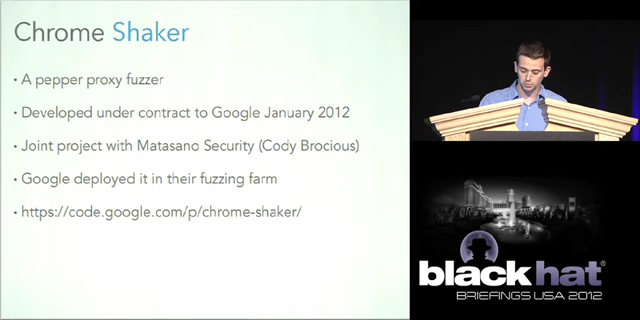 Chrome Shaker
• A pepper proxy fuzzer
• Developed under contract to Google January 2012
• Joint project with Matasano Security (Cody Brocious)
• Google deployed it in their fuzzing farm
• https://code.google.com/p/chrome-shaker/
black hat®
BRIEFINGS USA 2012